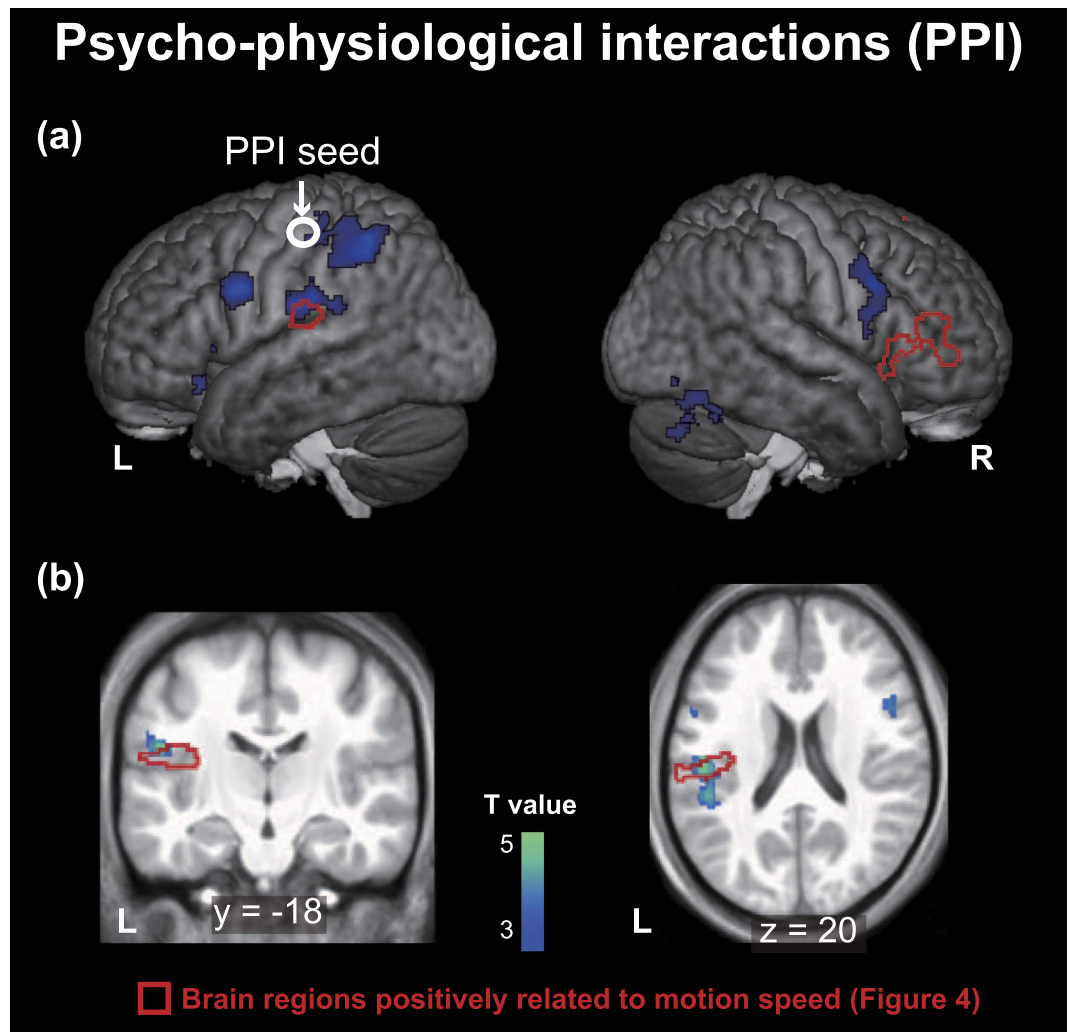 Psycho-physiological interactions (PPI)
(a)
PPI seed
L
R
(b)
T value
5
3
L
y = -18
L
z = 20
Brain regions positively related to motion speed (Figure 4)